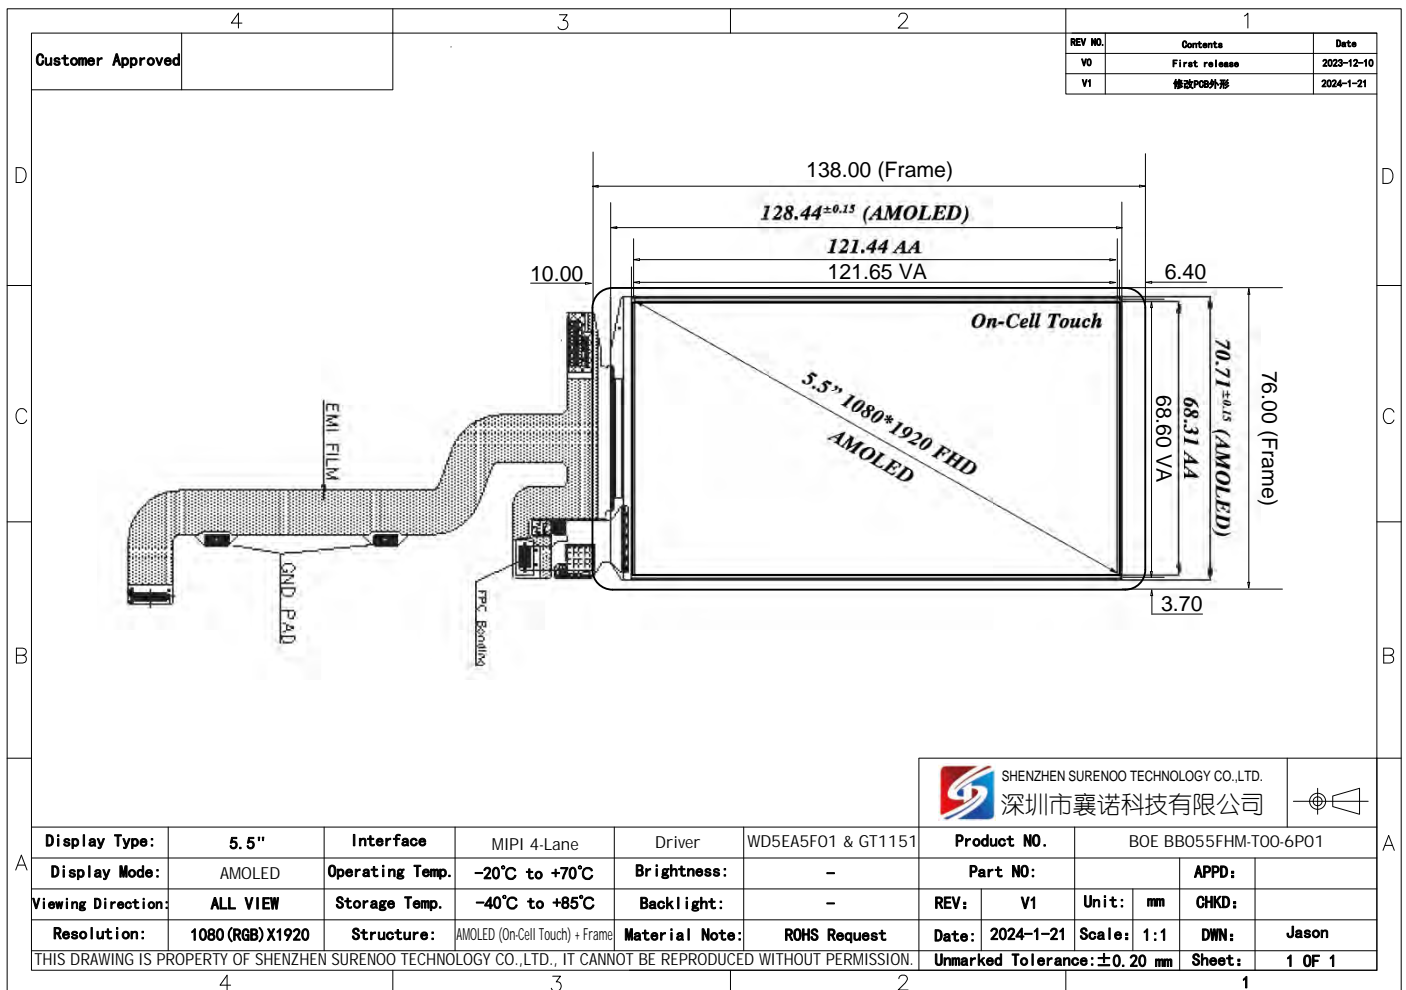 4 3 2 1
Customer Approved
REV NO. Contents Date
V0 First release 2023-12-10
V1 修改PCB外形 2024-1-21
D D
138.00 (Frame)
128.44±0.15 (AMOLED)
121.44 AA
10.00 121.65 VA 6.40
On-Cell Touch
5.5” 1080*1920 FHD
AMOLED
68.60 VA
68.31 AA
70.71±0.15 (AMOLED)
76.00 (Frame)
C C
EMI FILM
GND PAD
FPC Bonding
3.70
B B
SHENZHEN SURENOO TECHNOLOGY CO.,LTD.
深圳市襄诺科技有限公司
A A
Display Type: 5.5" Interface MIPI 4-Lane Driver WD5EA5F01 & GT1151 Product NO. BOE BB055FHM-T00-6P01
Display Mode: AMOLED Operating Temp. -20℃ to +70℃ Brightness: - Part NO: APPD:
Viewing Direction: ALL VIEW Storage Temp. -40℃ to +85℃ Backlight: - REV: V1 Unit: mm CHKD:
Resolution: 1080(RGB)X1920 Structure: AMOLED (On-Cell Touch) + Frame Material Note: ROHS Request Date: 2024-1-21 Scale: 1:1 DWN: Jason
THIS DRAWING IS PROPERTY OF SHENZHEN SURENOO TECHNOLOGY CO.,LTD., IT CANNOT BE REPRODUCED WITHOUT PERMISSION. Unmarked Tolerance:±0.20 mm Sheet: 1 OF 1
4 3 2 1